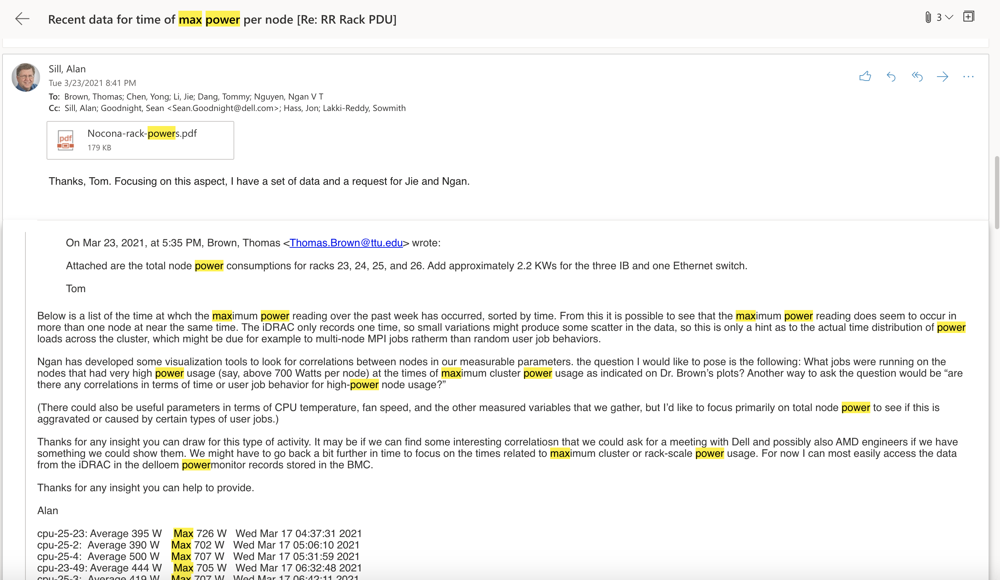 Recent data for time of max power per node [Re: RR Rack PDU]
3
Sill, Alan
Tue 3/23/2021 8:41 PM
To: Brown, Thomas; Chen, Yong; Li, Jie; Dang, Tommy; Nguyen, Ngan V T
Cc: Sill, Alan; Goodnight, Sean <Sean.Goodnight@dell.com>; Hass, Jon; Lakki-Reddy, Sowmith
pdf
Nocona-rack-powers.pdf
179 KB
Thanks, Tom. Focusing on this aspect, I have a set of data and a request for Jie and Ngan.
On Mar 23, 2021, at 5:35 PM, Brown, Thomas <Thomas.Brown@ttu.edu> wrote:
Attached are the total node power consumptions for racks 23, 24, 25, and 26. Add approximately 2.2 KWs for the three IB and one Ethernet switch.
Tom
Below is a list of the time at whch the maximum power reading over the past week has occurred, sorted by time. From this it is possible to see that the maximum power reading does seem to occur in
more than one node at near the same time. The iDRAC only records one time, so small variations might produce some scatter in the data, so this is only a hint as to the actual time distribution of power
loads across the cluster, which might be due for example to multi-node MPI jobs ratherm than random user job behaviors.
Ngan has developed some visualization tools to look for correlations between nodes in our measurable parameters. the question I would like to pose is the following: What jobs were running on the
nodes that had very high power usage (say, above 700 Watts per node) at the times of maximum cluster power usage as indicated on Dr. Brown’s plots? Another way to ask the question would be “are
there any correlations in terms of time or user job behavior for high-power node usage?”
(There could also be useful parameters in terms of CPU temperature, fan speed, and the other measured variables that we gather, but I’d like to focus primarily on total node power to see if this is
aggravated or caused by certain types of user jobs.)
Thanks for any insight you can draw for this type of activity. It may be if we can find some interesting correlatiosn that we could ask for a meeting with Dell and possibly also AMD engineers if we have
something we could show them. We might have to go back a bit further in time to focus on the times related to maximum cluster or rack-scale power usage. For now I can most easily access the data
from the iDRAC in the delloem powermonitor records stored in the BMC.
Thanks for any insight you can help to provide.
Alan
cpu-25-23: Average 395 W Max 726 W Wed Mar 17 04:37:31 2021
cpu-25-2: Average 390 W Max 702 W Wed Mar 17 05:06:10 2021
cpu-25-4: Average 500 W Max 707 W Wed Mar 17 05:31:59 2021
cpu-23-49: Average 444 W Max 705 W Wed Mar 17 06:32:48 2021
cpu-25-3: Average 419 W Max 707 W Wed Mar 17 06:42:11 2021